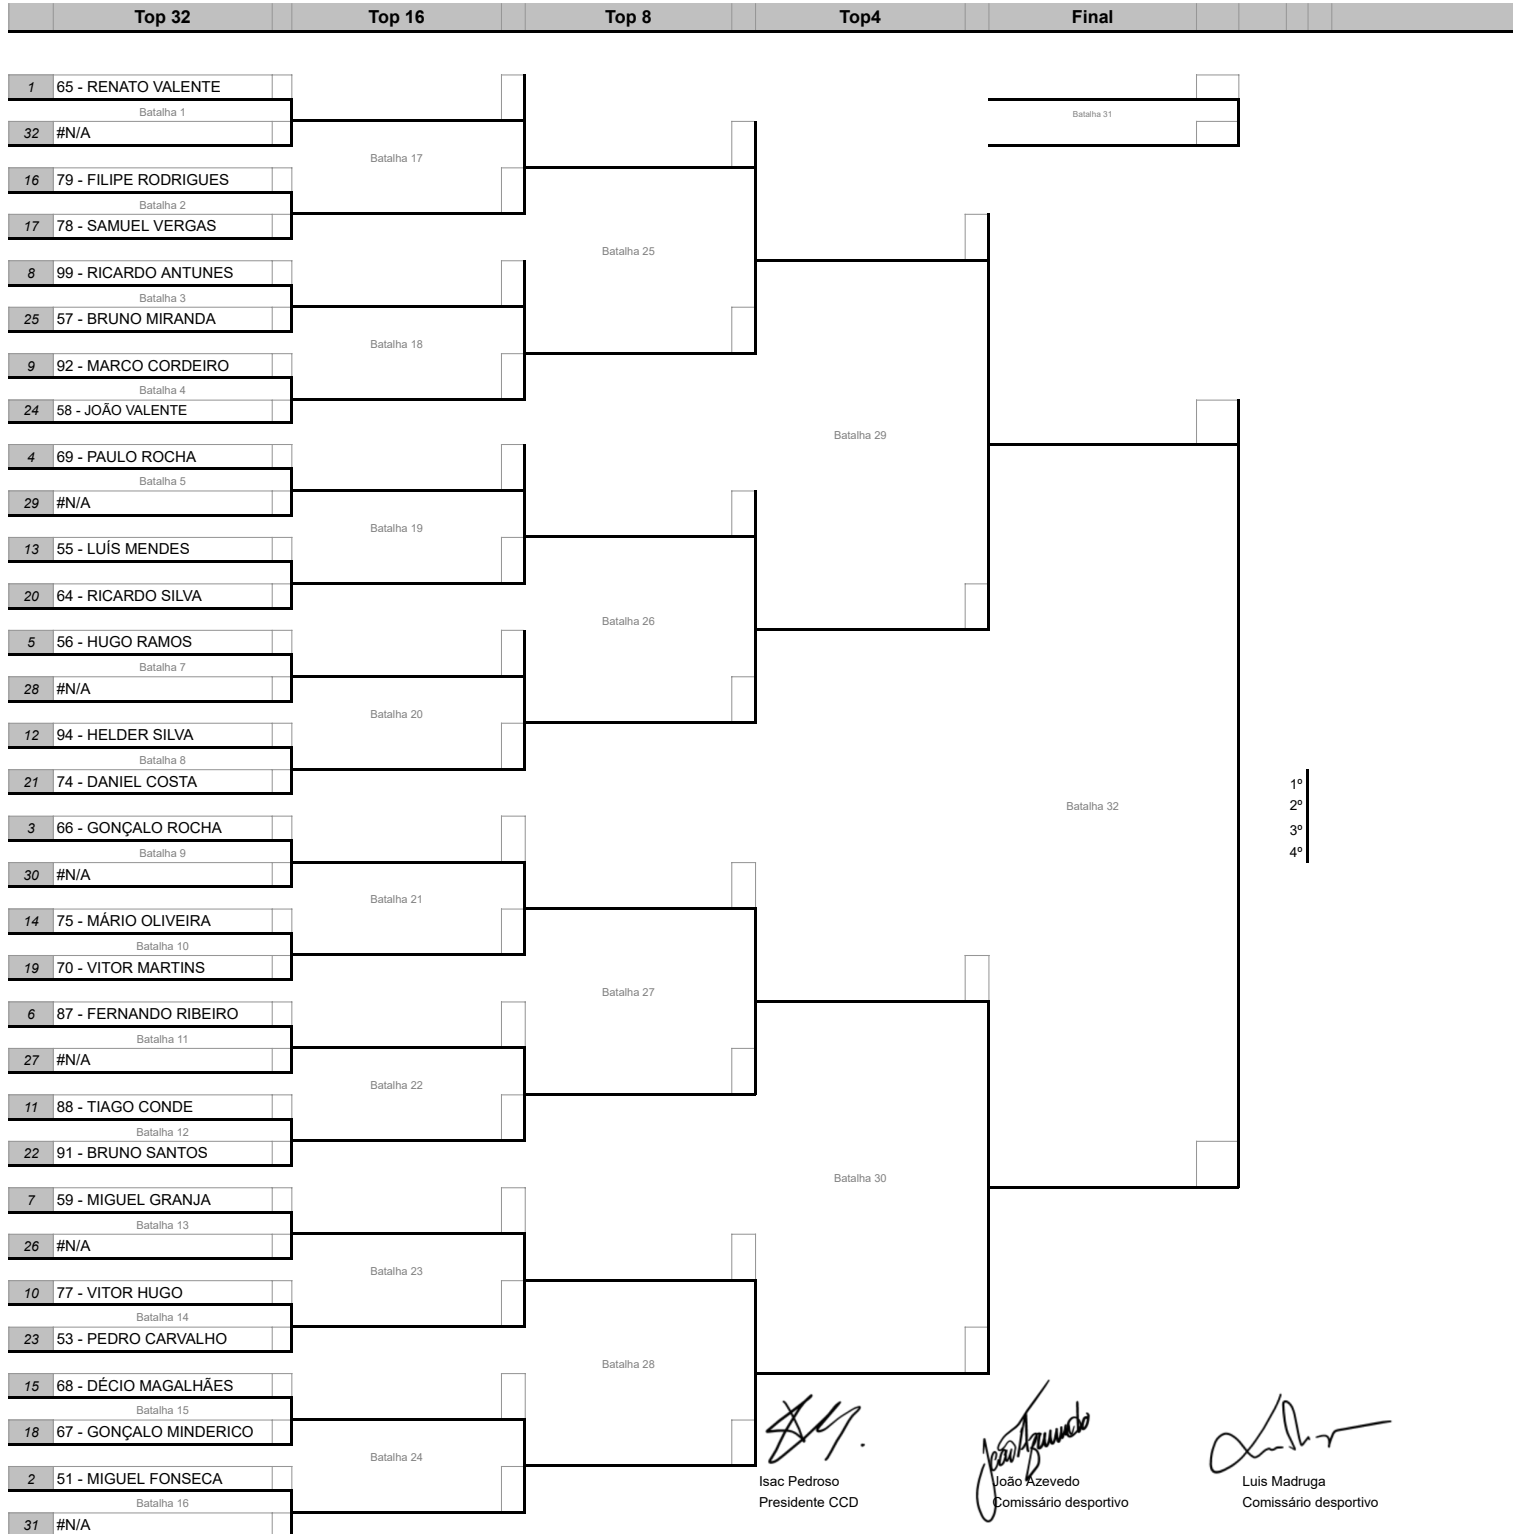 Top 32 Top 16 Top 8 Top4 Final
1 65 - RENATO VALENTE
Batalha 1
32 #N/A
Batalha 17
16 79 - FILIPE RODRIGUES
Batalha 2
17 78 - SAMUEL VERGAS
Batalha 25
8 99 - RICARDO ANTUNES
Batalha 3
25 57 - BRUNO MIRANDA
Batalha 18
9 92 - MARCO CORDEIRO
Batalha 4
24 58 - JOÃO VALENTE
Batalha 29
4 69 - PAULO ROCHA
Batalha 5
29 #N/A
Batalha 19
13 55 - LUÍS MENDES
20 64 - RICARDO SILVA
Batalha 26
5 56 - HUGO RAMOS
Batalha 7
28 #N/A
Batalha 20
12 94 - HELDER SILVA
Batalha 8
21 74 - DANIEL COSTA
Batalha 31
Batalha 32
1º
2º
3º
4º
3 66 - GONÇALO ROCHA
Batalha 9
30 #N/A
Batalha 21
14 75 - MÁRIO OLIVEIRA
Batalha 10
19 70 - VITOR MARTINS
Batalha 27
6 87 - FERNANDO RIBEIRO
Batalha 11
27 #N/A
Batalha 22
11 88 - TIAGO CONDE
Batalha 12
22 91 - BRUNO SANTOS
Batalha 30
7 59 - MIGUEL GRANJA
Batalha 13
26 #N/A
Batalha 23
10 77 - VITOR HUGO
Batalha 14
23 53 - PEDRO CARVALHO
Batalha 28
15 68 - DÉCIO MAGALHÃES
Batalha 15
18 67 - GONÇALO MINDERICO
Batalha 24
2 51 - MIGUEL FONSECA
Batalha 16
31 #N/A
Isac Pedroso
Presidente CCD
João Azevedo
João Azevedo
Comissário desportivo
Luis Madruga
Comissário desportivo